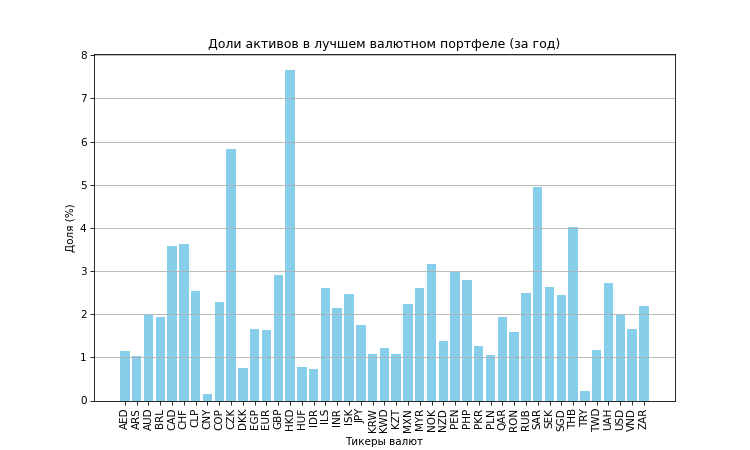 Доли активов в лучшем валютном портфеле (за год)
8
7
6
5
4
3
2
1
0
Доля (%)
AED ARS AUD BRL CAD CHF CLP CNY COP CZK DKK EGP EUR GBP HKD HUF IDR ILS INR ISK JPY KRW KWD KZT MXN MYR NOK NZD PEN PHP PKR PLN QAR RON RUB SAR SEK SGD THB TRY TWD UAH USD VND ZAR
Тикеры валют